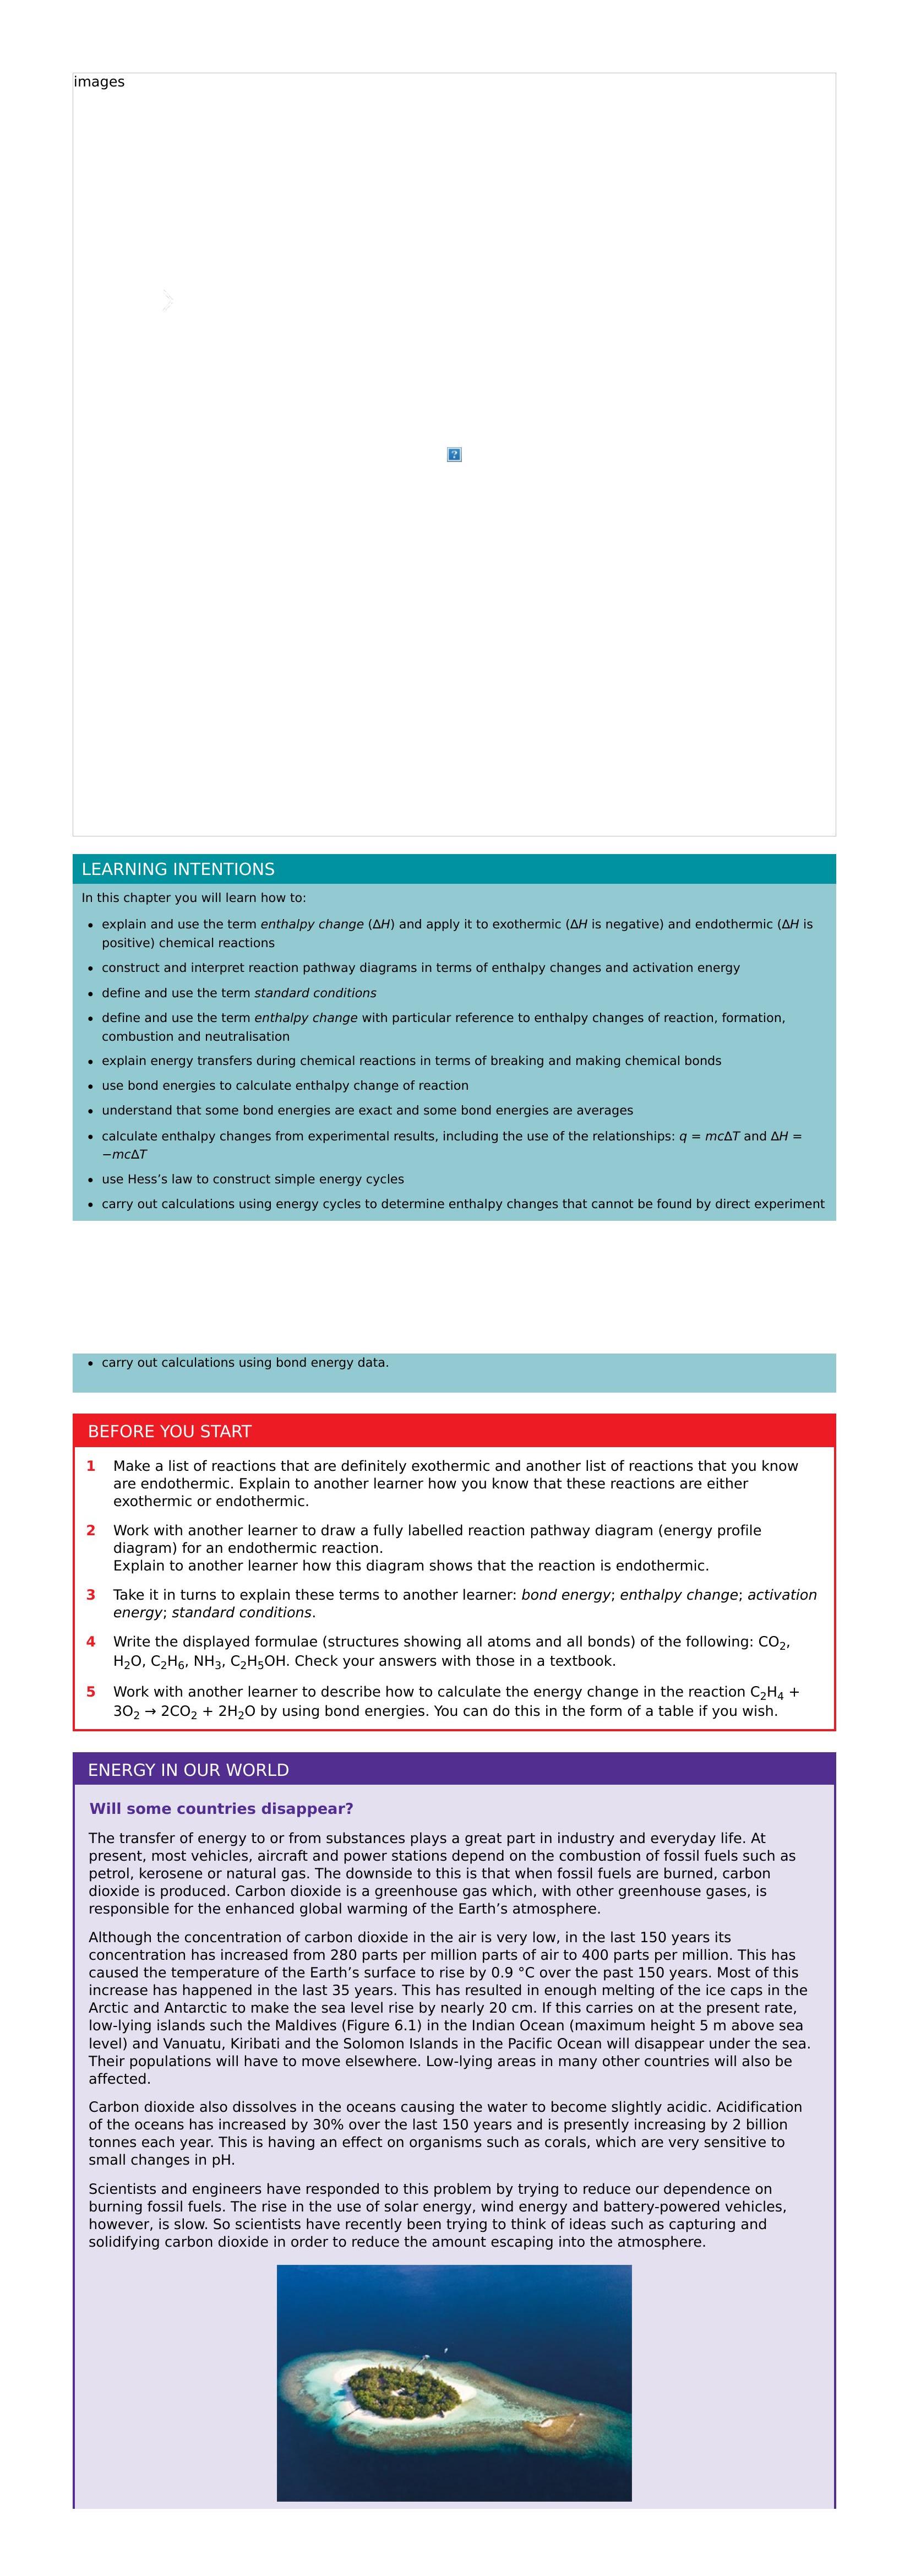 images
?
LEARNING INTENTIONS
In this chapter you will learn how to:
• explain and use the term enthalpy change (ΔH) and apply it to exothermic (ΔH is negative) and endothermic (ΔH is
positive) chemical reactions
• construct and interpret reaction pathway diagrams in terms of enthalpy changes and activation energy
• define and use the term standard conditions
• define and use the term enthalpy change with particular reference to enthalpy changes of reaction, formation,
combustion and neutralisation
• explain energy transfers during chemical reactions in terms of breaking and making chemical bonds
• use bond energies to calculate enthalpy change of reaction
• understand that some bond energies are exact and some bond energies are averages
• calculate enthalpy changes from experimental results, including the use of the relationships: q = mcΔT and ΔH =
−mcΔT
• use Hess’s law to construct simple energy cycles
• carry out calculations using energy cycles to determine enthalpy changes that cannot be found by direct experiment
• carry out calculations using bond energy data.
BEFORE YOU START
1 Make a list of reactions that are definitely exothermic and another list of reactions that you know
are endothermic. Explain to another learner how you know that these reactions are either
exothermic or endothermic.
2 Work with another learner to draw a fully labelled reaction pathway diagram (energy profile
diagram) for an endothermic reaction.
Explain to another learner how this diagram shows that the reaction is endothermic.
3 Take it in turns to explain these terms to another learner: bond energy; enthalpy change; activation
energy; standard conditions.
4 Write the displayed formulae (structures showing all atoms and all bonds) of the following: CO₂,
H₂O, C₂H₆, NH₃, C₂H₅OH. Check your answers with those in a textbook.
5 Work with another learner to describe how to calculate the energy change in the reaction C₂H₄ +
3O₂ → 2CO₂ + 2H₂O by using bond energies. You can do this in the form of a table if you wish.
ENERGY IN OUR WORLD
Will some countries disappear?
The transfer of energy to or from substances plays a great part in industry and everyday life. At
present, most vehicles, aircraft and power stations depend on the combustion of fossil fuels such as
petrol, kerosene or natural gas. The downside to this is that when fossil fuels are burned, carbon
dioxide is produced. Carbon dioxide is a greenhouse gas which, with other greenhouse gases, is
responsible for the enhanced global warming of the Earth’s atmosphere.
Although the concentration of carbon dioxide in the air is very low, in the last 150 years its
concentration has increased from 280 parts per million parts of air to 400 parts per million. This has
caused the temperature of the Earth’s surface to rise by 0.9 °C over the past 150 years. Most of this
increase has happened in the last 35 years. This has resulted in enough melting of the ice caps in the
Arctic and Antarctic to make the sea level rise by nearly 20 cm. If this carries on at the present rate,
low-lying islands such the Maldives (Figure 6.1) in the Indian Ocean (maximum height 5 m above sea
level) and Vanuatu, Kiribati and the Solomon Islands in the Pacific Ocean will disappear under the sea.
Their populations will have to move elsewhere. Low-lying areas in many other countries will also be
affected.
Carbon dioxide also dissolves in the oceans causing the water to become slightly acidic. Acidification
of the oceans has increased by 30% over the last 150 years and is presently increasing by 2 billion
tonnes each year. This is having an effect on organisms such as corals, which are very sensitive to
small changes in pH.
Scientists and engineers have responded to this problem by trying to reduce our dependence on
burning fossil fuels. The rise in the use of solar energy, wind energy and battery-powered vehicles,
however, is slow. So scientists have recently been trying to think of ideas such as capturing and
solidifying carbon dioxide in order to reduce the amount escaping into the atmosphere.